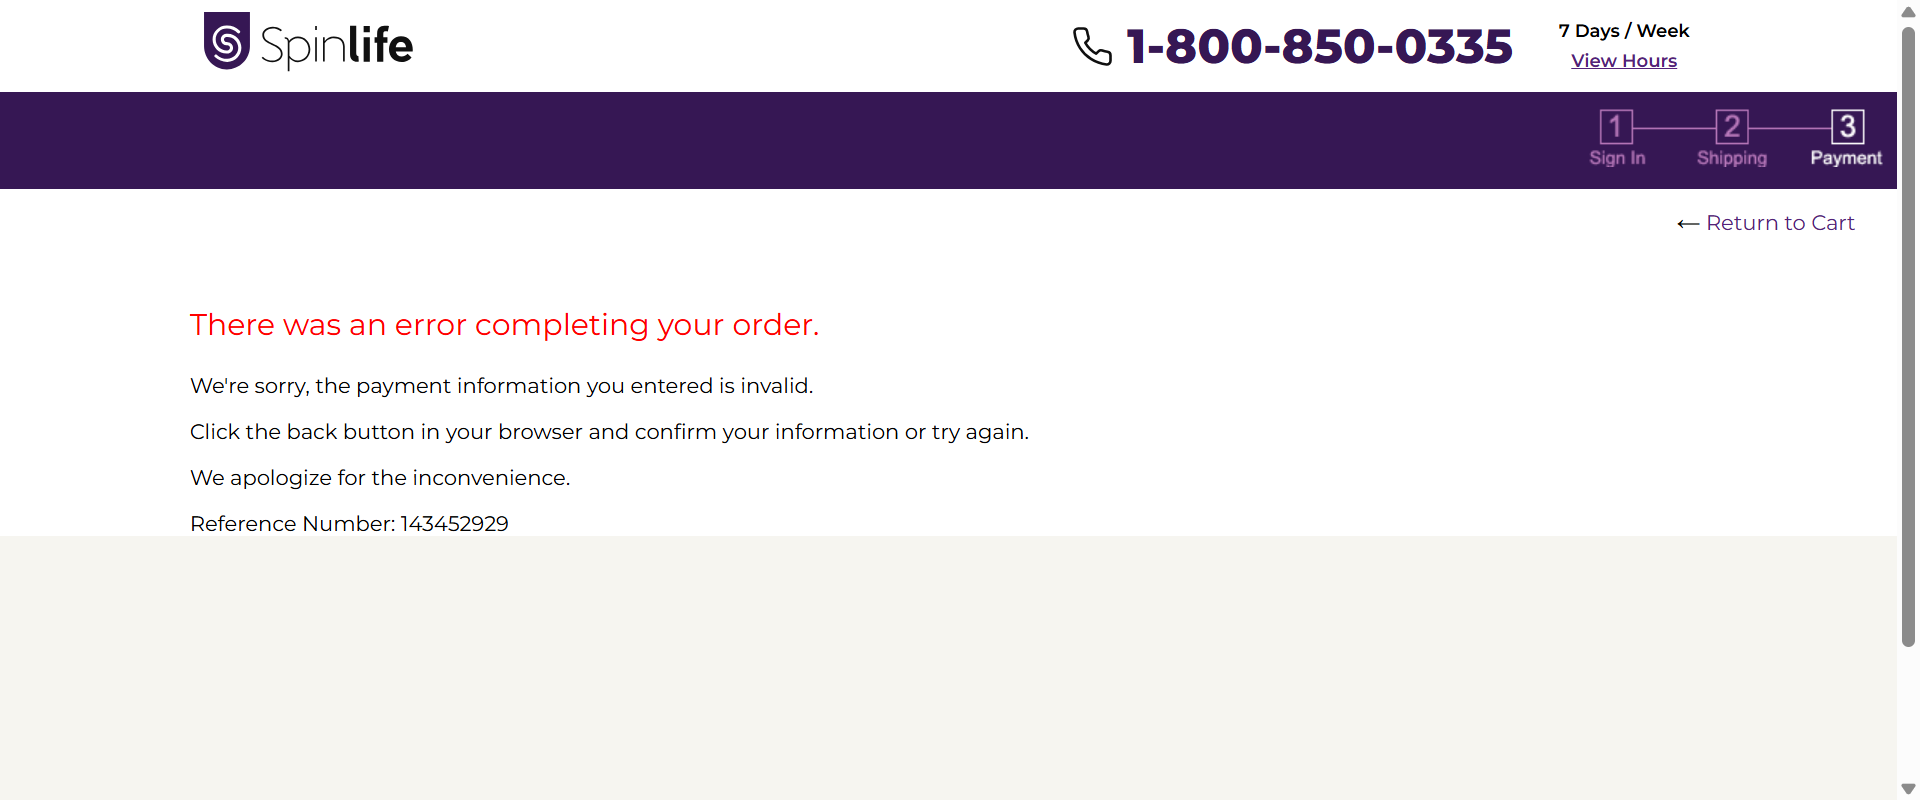 Spinlife
1-800-850-0335
7 Days / Week
View Hours
1 2 3
Sign In Shipping Payment
← Return to Cart
There was an error completing your order.
We're sorry, the payment information you entered is invalid.
Click the back button in your browser and confirm your information or try again.
We apologize for the inconvenience.
Reference Number: 143452929